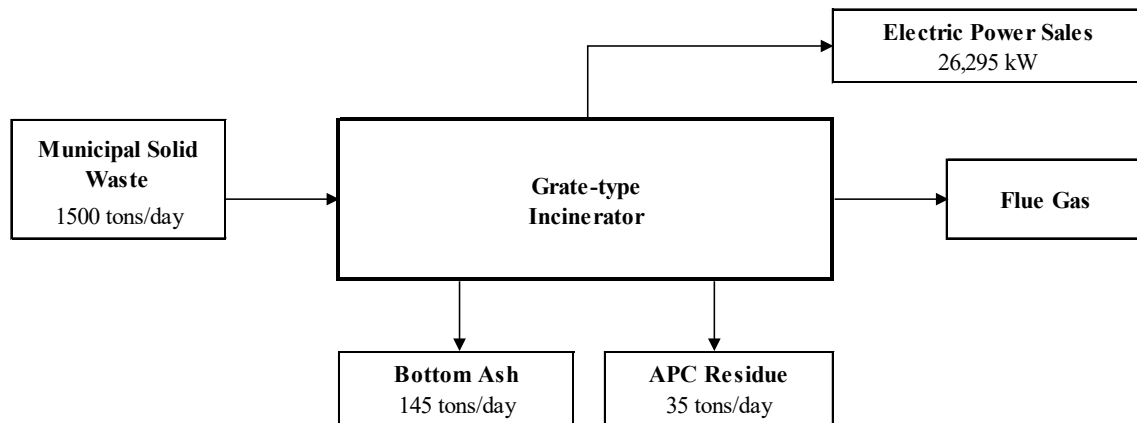 Electric Power Sales
26,295 kW
Municipal Solid
Waste
1500 tons/day
Grate-type
Incinerator
Flue Gas
Bottom Ash
145 tons/day
APC Residue
35 tons/day